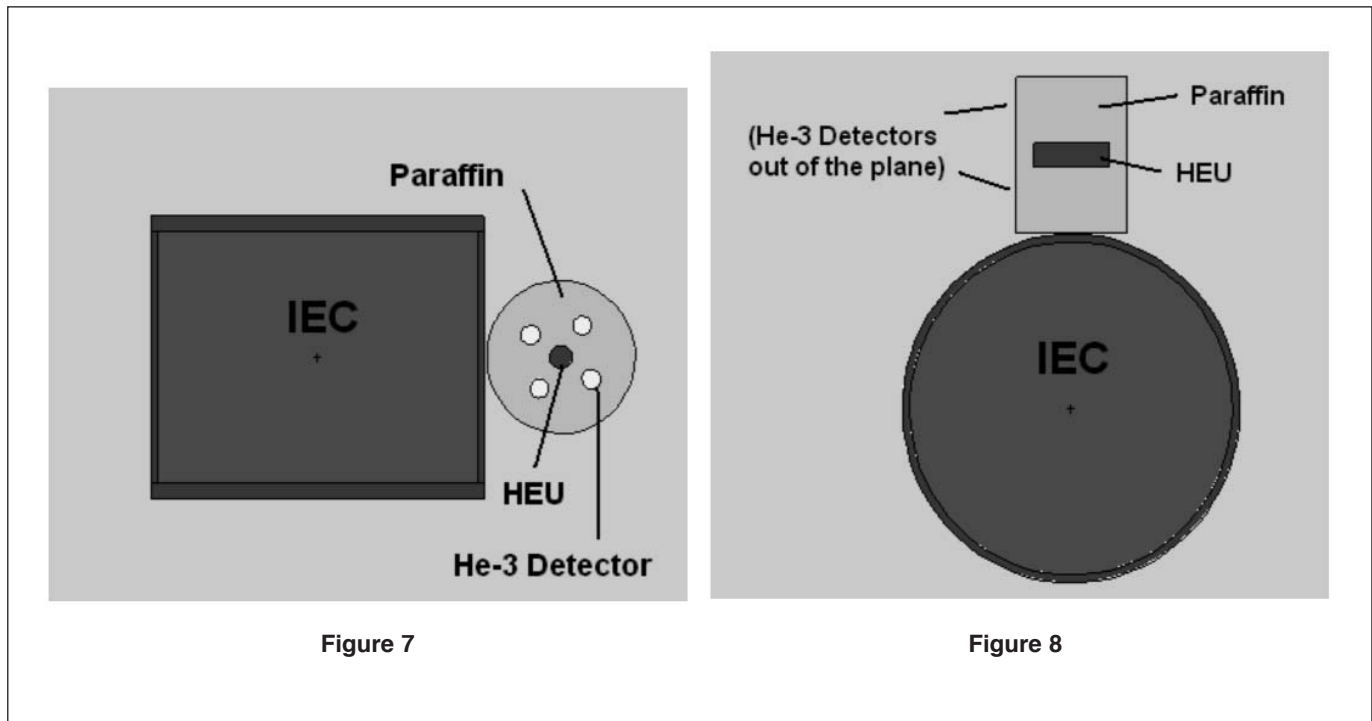 Paraffin
IEC
HEU
He-3 Detector
Figure 7
Paraffin
(He-3 Detectors
out of the plane)
HEU
IEC
Figure 8